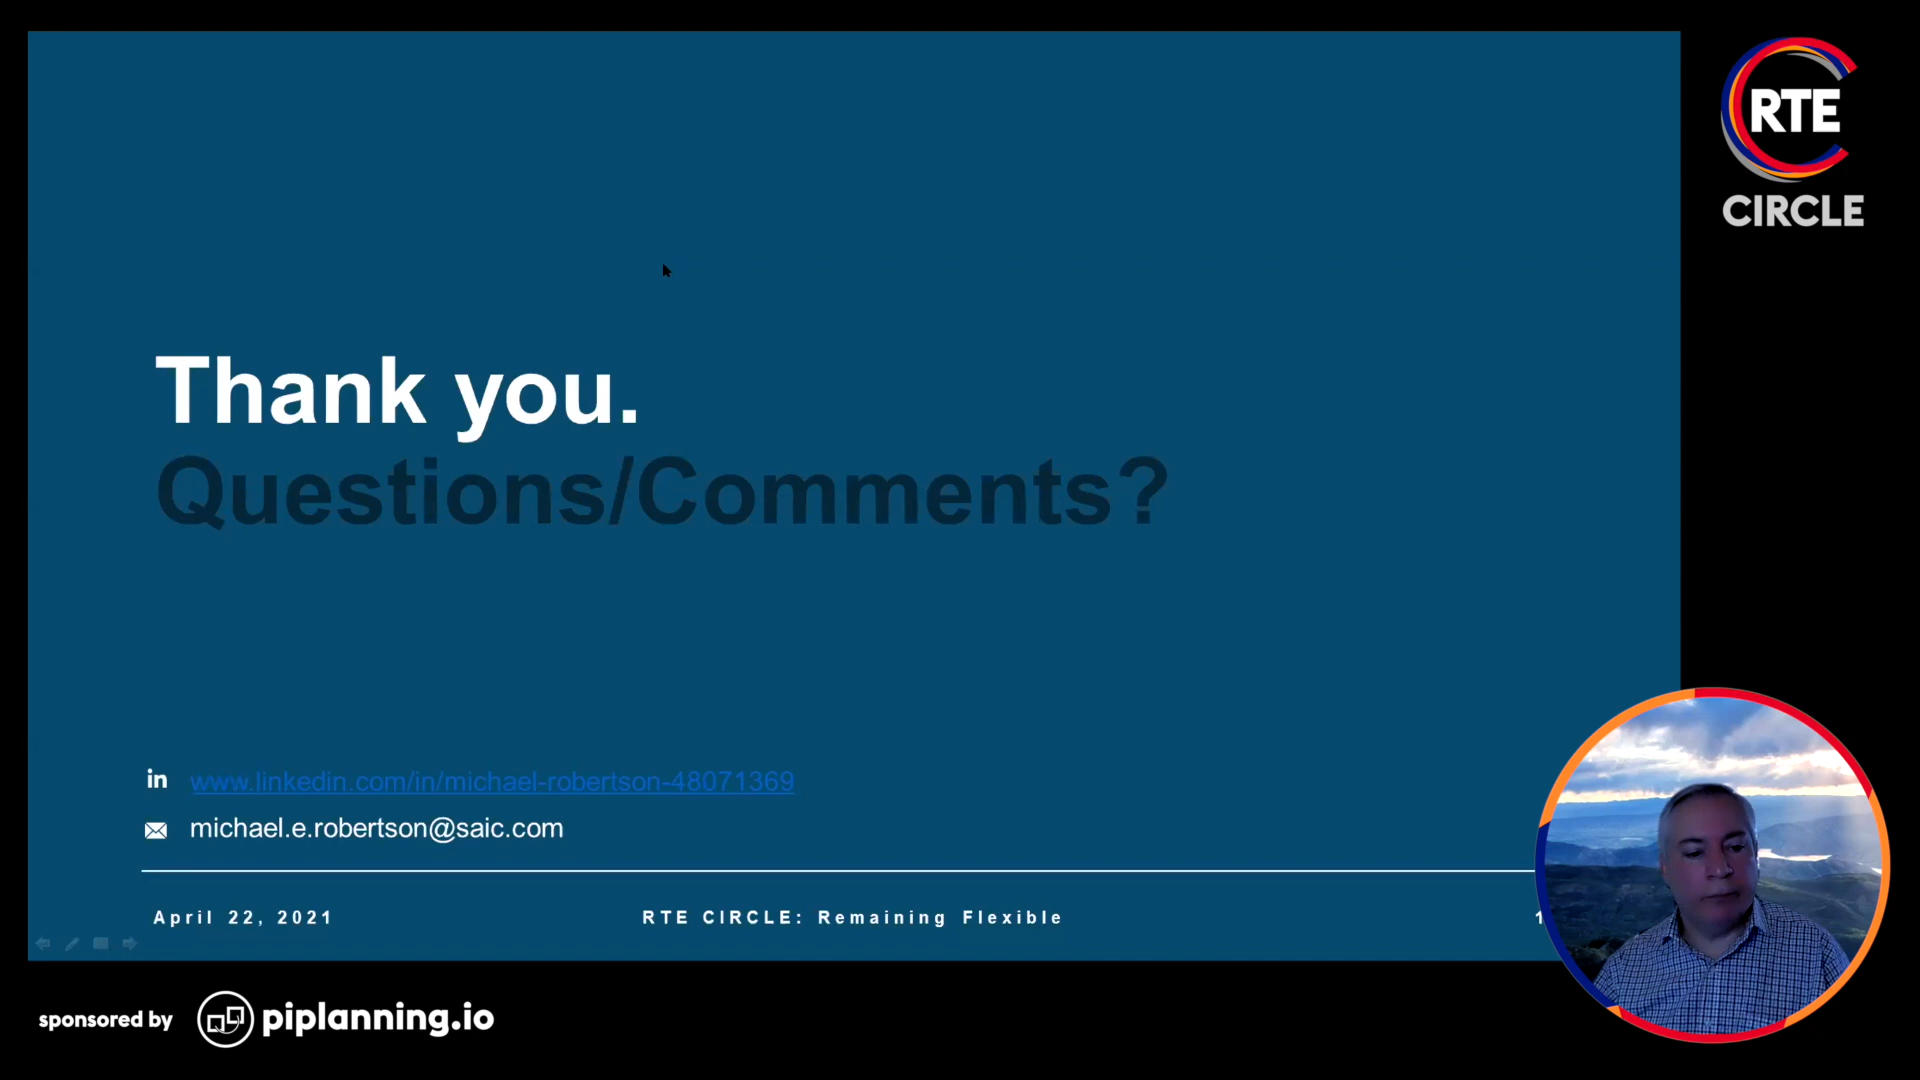 RTE
CIRCLE
Thank you.
Questions/Comments?
in www.linkedin.com/in/michael-robertson-48071369
michael.e.robertson@saic.com
April 22, 2021 RTE CIRCLE: Remaining Flexible
sponsored by piplanning.io